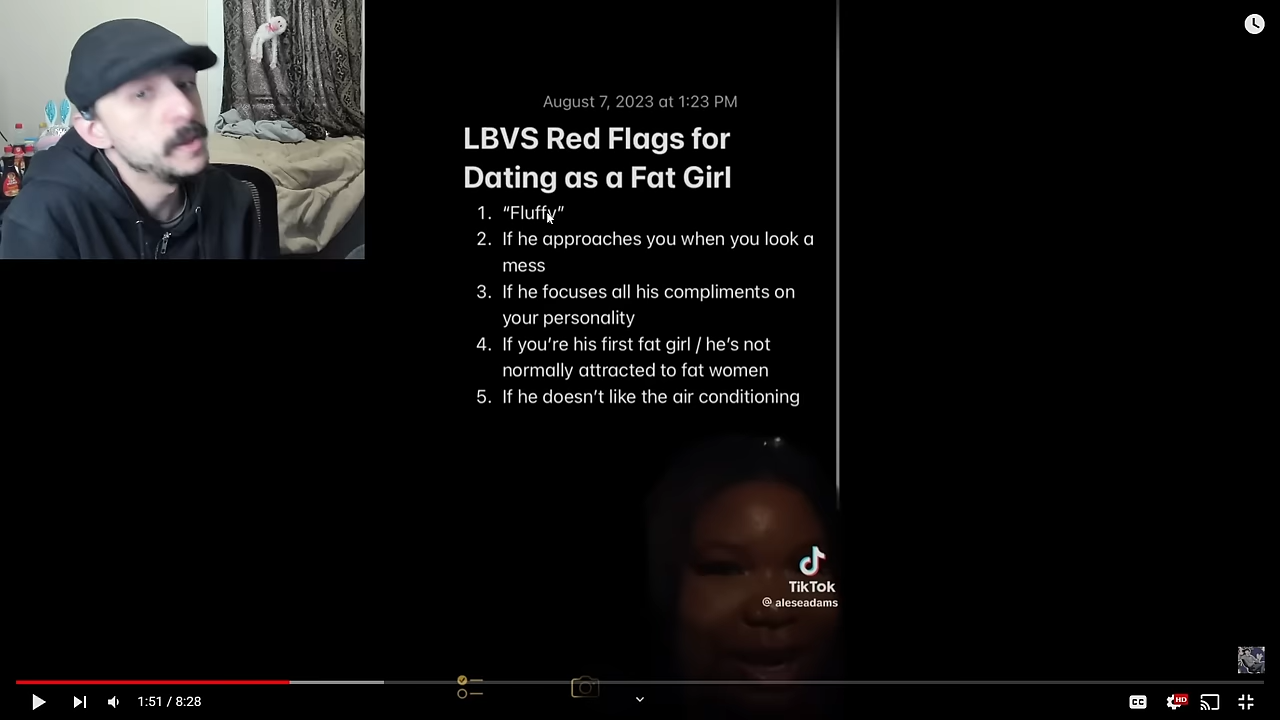 August 7, 2023 at 1:23 PM
LBVS Red Flags for
Dating as a Fat Girl
1. “Fluffy”
2. If he approaches you when you look a
mess
3. If he focuses all his compliments on
your personality
4. If you’re his first fat girl / he’s not
normally attracted to fat women
5. If he doesn’t like the air conditioning
TikTok
@ aleseadams
1:51 / 8:28
CC
HD